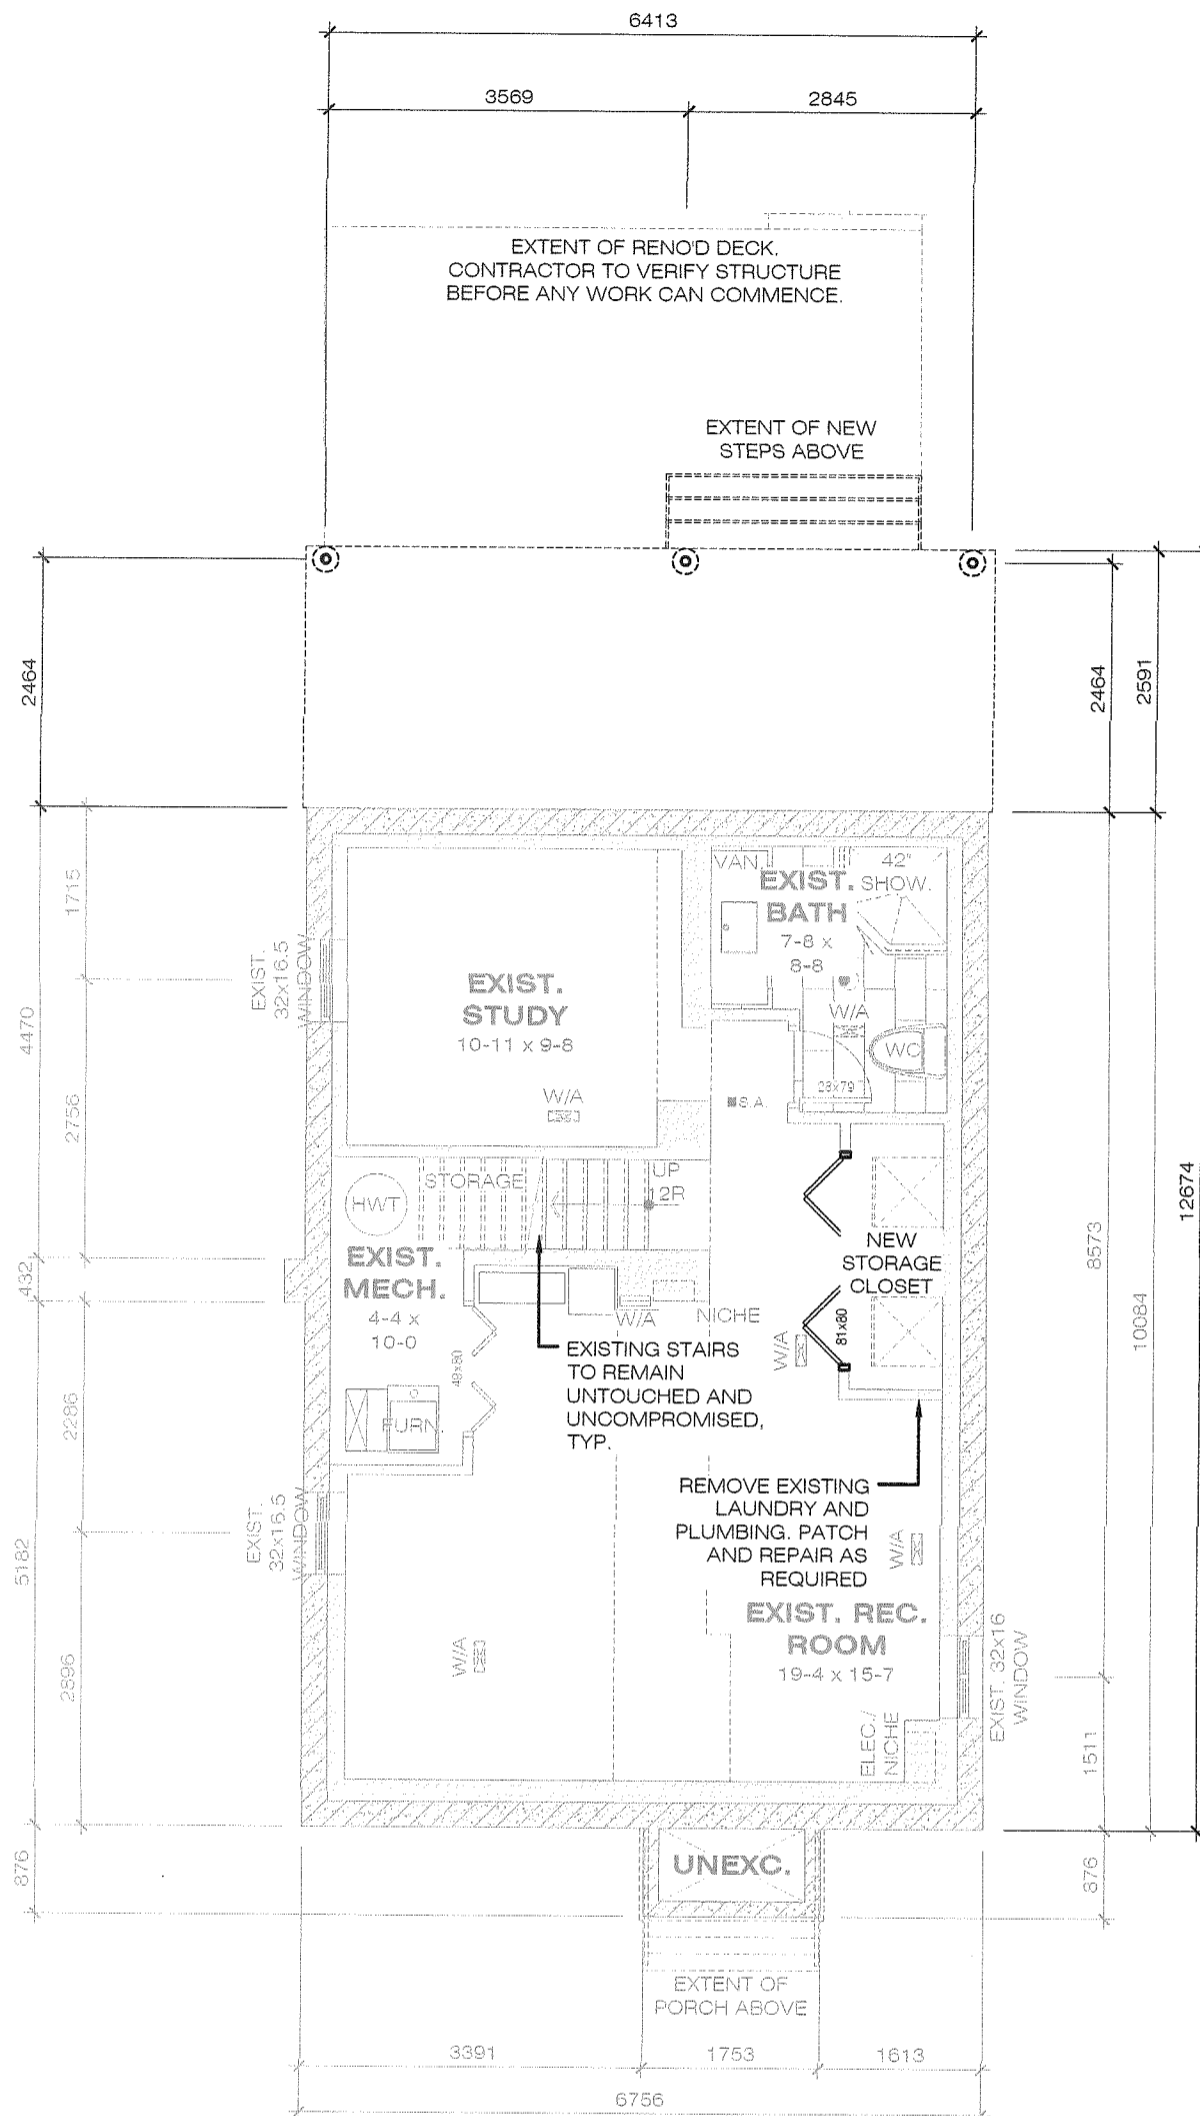 6413
3569
2845
EXTENT OF RENO'D DECK.
CONTRACTOR TO VERIFY STRUCTURE
BEFORE ANY WORK CAN COMMENCE.
EXTENT OF NEW
STEPS ABOVE
2464
2464
2591
12674
1715
4470
2756
432
2286
5182
2896
876
8573
10084
1511
876
EXIST.
32x16.5
WINDOW
VAN.
42"
SHOW.
EXIST.
BATH
7-8 x
8-8
W/A
WC
28x79
EXIST.
STUDY
10-11 x 9-8
W/A
S.A.
STORAGE
UP
12R
HWT
EXIST.
MECH.
4-4 x
10-0
W/A
NICHE
NEW
STORAGE
CLOSET
81x80
W/A
48x80
FURN.
EXISTING STAIRS
TO REMAIN
UNTOUCHED AND
UNCOMPROMISED,
TYP.
REMOVE EXISTING
LAUNDRY AND
PLUMBING. PATCH
AND REPAIR AS
REQUIRED
W/A
EXIST.
32x16.5
WINDOW
EXIST. REC.
ROOM
19-4 x 15-7
W/A
ELEC./
NICHE
EXIST. 32x16
WINDOW
UNEXC.
EXTENT OF
PORCH ABOVE
3391
1753
1613
6756